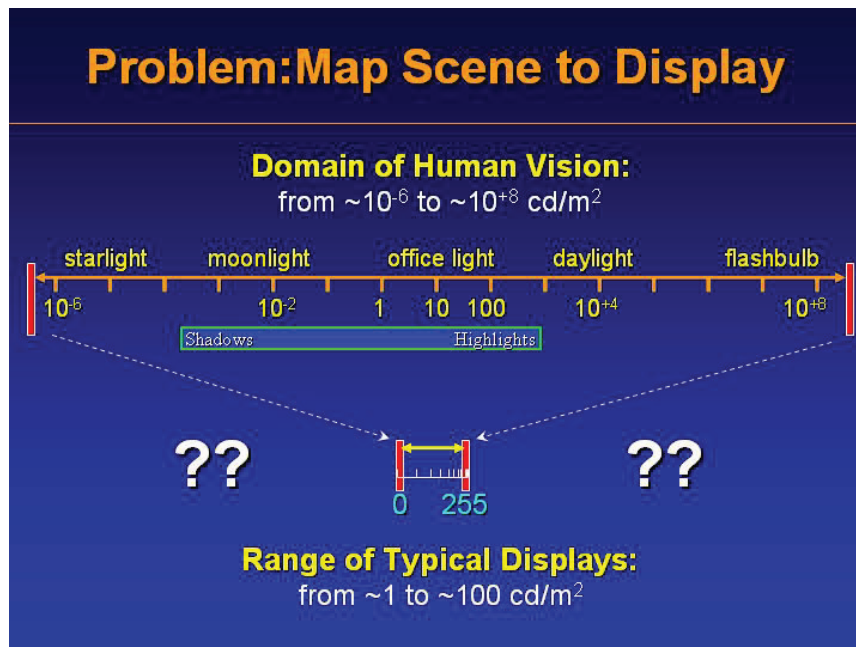 Problem:Map Scene to Display
Domain of Human Vision:
from ~10⁻⁶ to ~10⁺⁸ cd/m²
starlight moonlight office light daylight flashbulb
10⁻⁶ 10⁻² 1 10 100 10⁺⁴ 10⁺⁸
Shadows Highlights
?? ??
0 255
Range of Typical Displays:
from ~1 to ~100 cd/m²